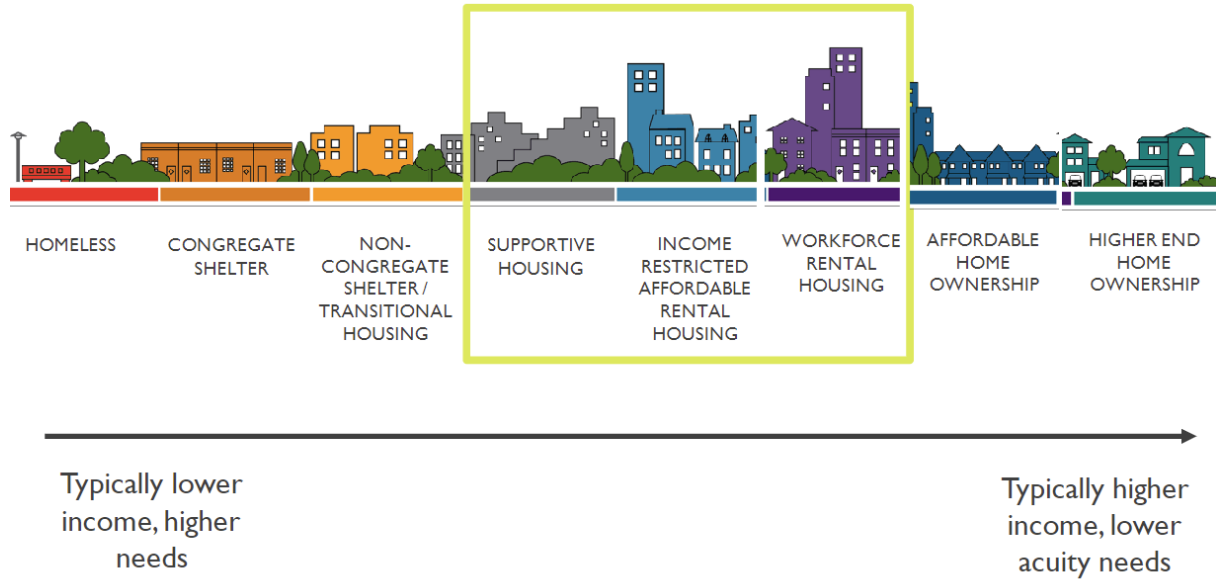 HOMELESS
CONGREGATE
SHELTER
NON-
CONGREGATE
SHELTER /
TRANSITIONAL
HOUSING
SUPPORTIVE
HOUSING
INCOME
RESTRICTED
AFFORDABLE
RENTAL
HOUSING
WORKFORCE
RENTAL
HOUSING
AFFORDABLE
HOME
OWNERSHIP
HIGHER END
HOME
OWNERSHIP
Typically lower
income, higher
needs
Typically higher
income, lower
acuity needs